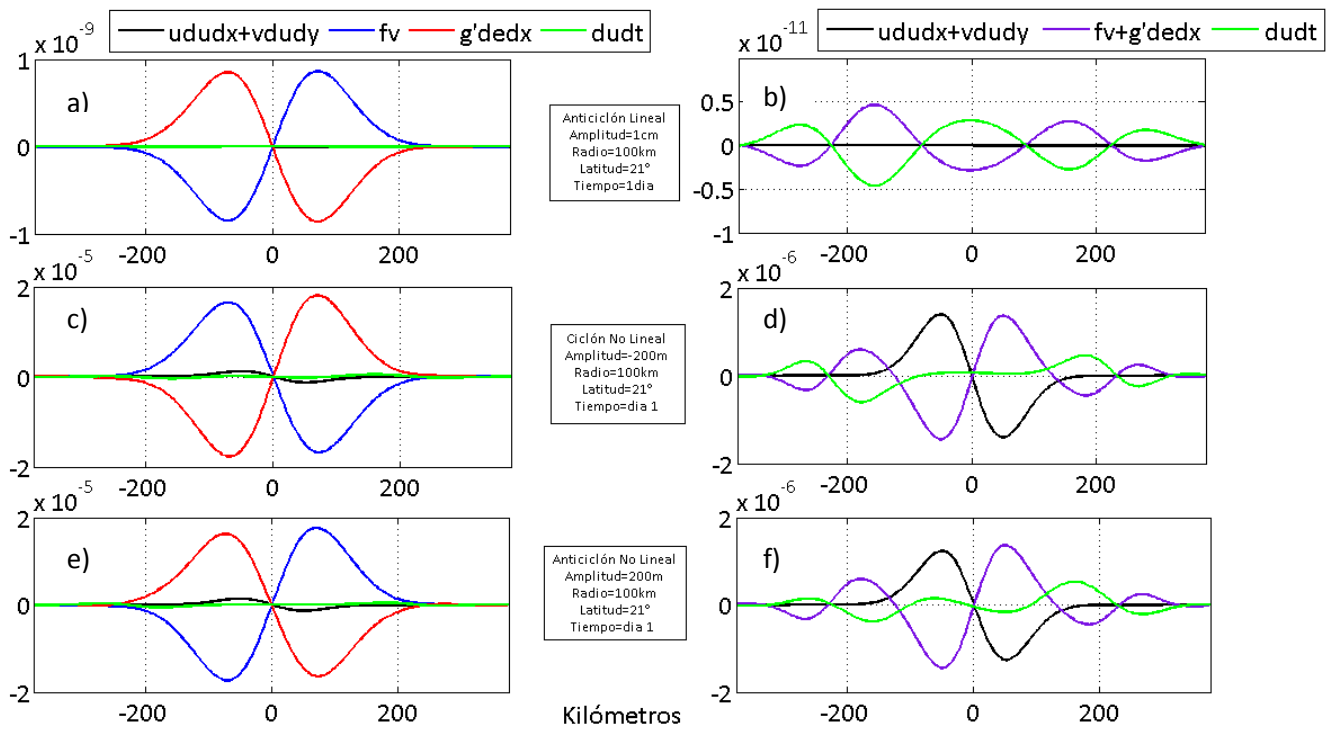 ududx+vdudy fv g'dedx dudt
ududx+vdudy fv+g'dedx dudt
x 10⁻⁹
1
0
-1
a)
-200 0 200
Anticiclón Lineal
Amplitud=1cm
Radio=100km
Latitud=21°
Tiempo=1dia
x 10⁻¹¹
0.5
0
-0.5
-1
b)
-200 0 200
x 10⁻⁵
2
0
-2
c)
-200 0 200
Ciclón No Lineal
Amplitud=-200m
Radio=100km
Latitud=21°
Tiempo=dia 1
x 10⁻⁶
2
0
-2
d)
-200 0 200
x 10⁻⁵
2
0
-2
e)
-200 0 200
Anticiclón No Lineal
Amplitud=200m
Radio=100km
Latitud=21°
Tiempo=dia 1
x 10⁻⁶
2
0
-2
f)
-200 0 200
Kilómetros